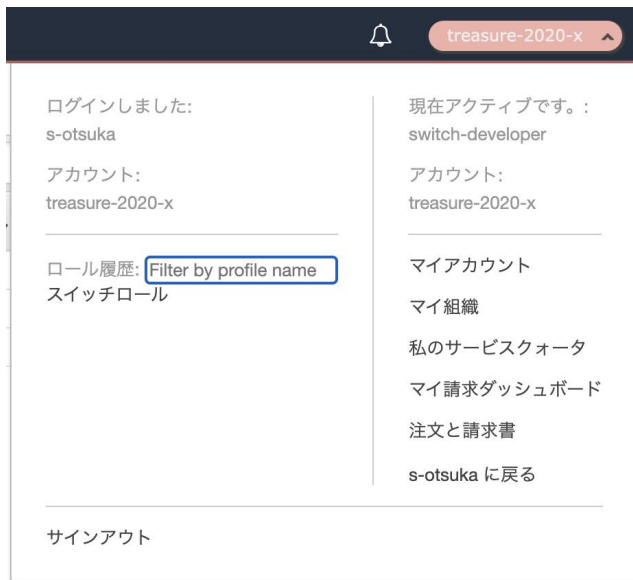 treasure-2020-x
ログインしました:
s-otsuka
アカウント:
treasure-2020-x
ロール履歴: Filter by profile name
スイッチロール
現在アクティブです。:
switch-developer
アカウント:
treasure-2020-x
マイアカウント
マイ組織
私のサービスクォータ
マイ請求ダッシュボード
注文と請求書
s-otsuka に戻る
サインアウト